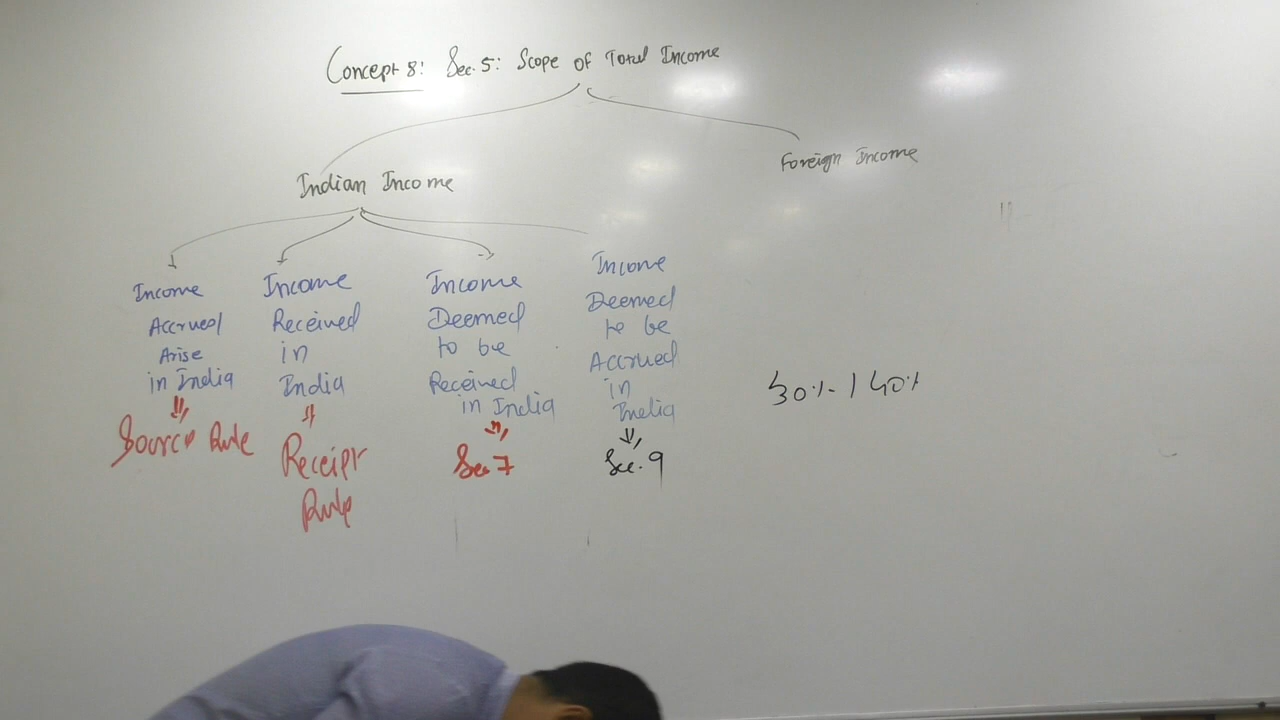 Concept 8: Sec. 5: Scope of Total Income
Indian Income
Foreign Income
Income
Accrued/
Arise
in India
Source Rule
Income
Received
in
India
Receipt
Rule
Income
Deemed
to be
Received
in India
Sec 7
Income
Deemed
to be
Accrued
in
India
Sec. 9
30% / 40%